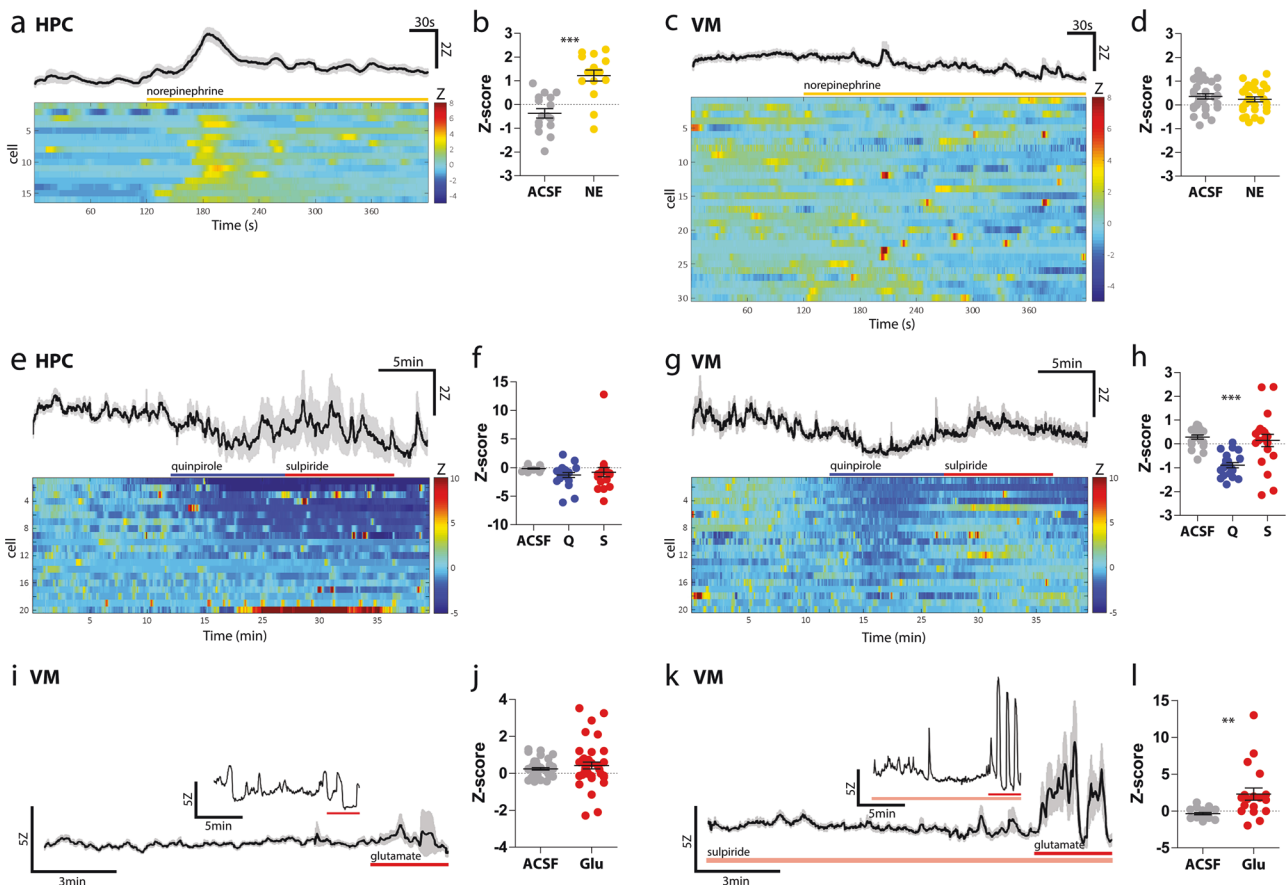 a HPC
30s
2Z
norepinephrine
Z
8
6
4
2
0
-2
-4
cell
5
10
15
60 120 180 240 300 360
Time (s)
b
3
2
1
0
-1
-2
-3
Z-score
***
ACSF NE
c VM
30s
2Z
norepinephrine
Z
8
6
4
2
0
-2
-4
cell
5
10
15
20
25
30
60 120 180 240 300 360
Time (s)
d
3
2
1
0
-1
-2
-3
Z-score
ACSF NE
e HPC
5min
2Z
quinpirole sulpiride
Z
10
5
0
-5
cell
4
8
12
16
20
5 10 15 20 25 30 35
Time (min)
f
15
10
5
0
-5
-10
Z-score
ACSF Q S
g VM
5min
2Z
quinpirole sulpiride
Z
10
5
0
-5
cell
4
8
12
16
20
5 10 15 20 25 30 35
Time (min)
h
3
2
1
0
-1
-2
-3
Z-score
***
ACSF Q S
i VM
5Z
5min
5Z
glutamate
3min
j
4
2
0
-2
-4
Z-score
ACSF Glu
k VM
5Z
5min
5Z
sulpiride
glutamate
3min
l
15
10
5
0
-5
Z-score
**
ACSF Glu